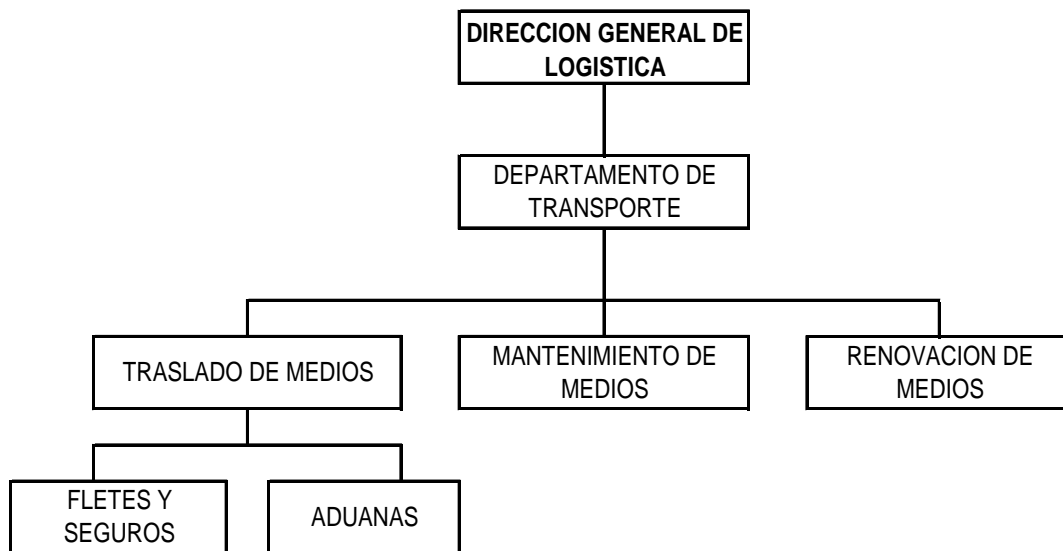 DIRECCION GENERAL DE
LOGISTICA
DEPARTAMENTO DE
TRANSPORTE
TRASLADO DE MEDIOS
MANTENIMIENTO DE
MEDIOS
RENOVACION DE
MEDIOS
FLETES Y
SEGUROS
ADUANAS